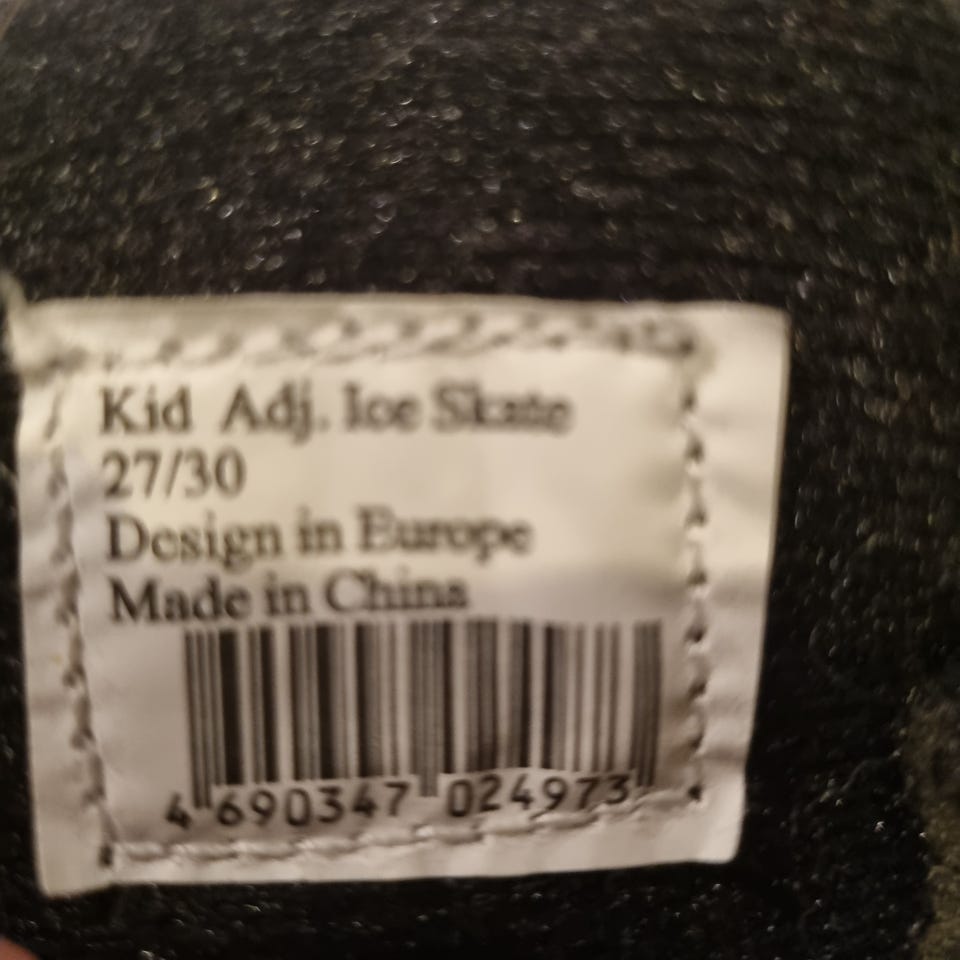 Kid Adj. Ice Skate
27/30
Design in Europe
Made in China
4 690347 024973